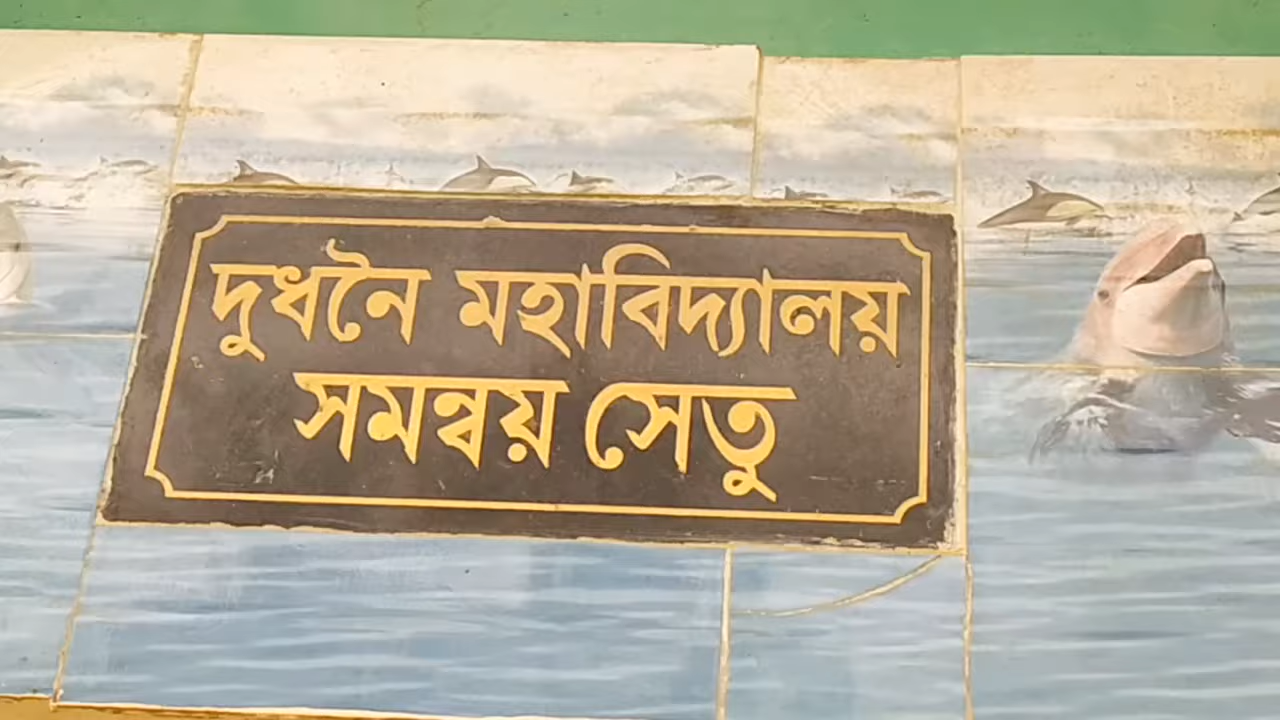 দুধনৈ মহাবিদ্যালয়
সমন্বয় সেতু